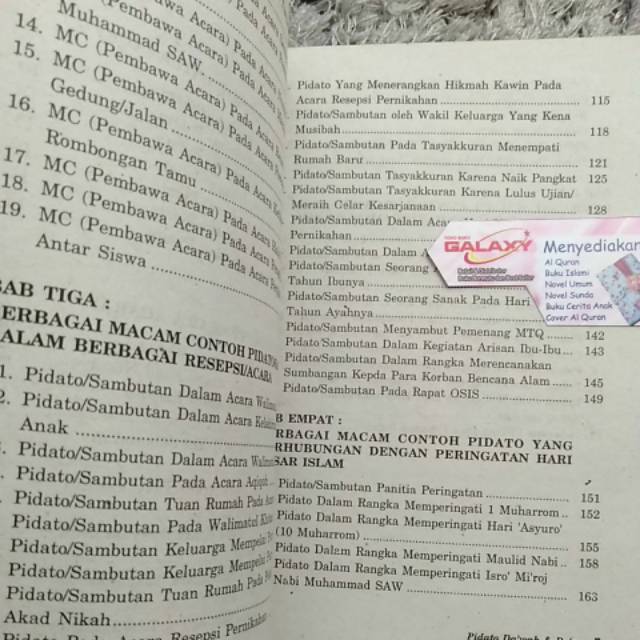 14. MC (Pembawa Acara) Pada
Muhammad SAW.
15. MC (Pembawa Acara) Pada
MC (Pembawa Acara) Pada
Gedung/Jalan
16. MC (Pembawa Acara) Pada
Rombongan Tamu
17. MC (Pembawa Acara) Pada
18. MC (Pembawa Acara) Pada
19. MC (Pembawa Acara) Pada
Antar Siswa
BAB TIGA :
BERBAGAI MACAM CONTOH PIDATO
DALAM BERBAGAI RESEPSI/ACARA
1. Pidato/Sambutan Dalam Acara
2. Pidato/Sambutan Dalam Acara
Anak
Pidato/Sambutan Dalam Acara
Pidato/Sambutan Pada Acara Aqiqah
Pidato/Sambutan Tuan Rumah Pada
Pidato/Sambutan Pada Walimatul
Pidato/Sambutan Keluarga Mempelai
Pidato/Sambutan Keluarga Mempelai
Pidato/Sambutan Tuan Rumah Pada
Akad Nikah
Resepsi Pernikahan
Pidato Yang Menerangkan Hikmah Kawin Pada
Acara Resepsi Pernikahan 115
Pidato/Sambutan oleh Wakil Keluarga Yang Kena
Musibah 118
Pidato/Sambutan Pada Tasyakkuran Menempati
Rumah Baru 121
Pidato/Sambutan Tasyakkuran Karena Naik Pangkat 125
Pidato/Sambutan Tasyakkuran Karena Lulus Ujian/
Meraih Gelar Kesarjanaan 128
Pidato/Sambutan Dalam
Pernikahan
Pidato/Sambutan Dalam
Pidato/Sambutan Seorang
Tahun Ibunya
Pidato/Sambutan Seorang Sanak Pada Hari
Tahun Ayahnya
Pidato/Sambutan Menyambut Pemenang MTQ 142
Pidato/Sambutan Dalam Kegiatan Arisan Ibu-Ibu... 143
Pidato/Sambutan Dalam Rangka Merencanakan
Sumbangan Kepda Para Korban Bencana Alam 145
Pidato/Sambutan Pada Rapat OSIS 149
B EMPAT :
RBAGAI MACAM CONTOH PIDATO YANG
RHUBUNGAN DENGAN PERINGATAN HARI
SAR ISLAM
Pidato/Sambutan Panitia Peringatan 151
Pidato Dalam Rangka Memperingati 1 Muharrom .. 152
Pidato Dalam Rangka Memperingati Hari 'Asyuro'
(10 Muharrom) 155
Pidato Dalam Rangka Memperingati Maulid Nabi .. 158
Pidato Dalam Rangka Memperingati Isro' Mi'roj
Nabi Muhammad SAW 163
GALAXY
Menyediakan
Al Quran
Buku Islami
Novel Umum
Novel Sunda
Buku Cerita Anak
Cover Al Quran